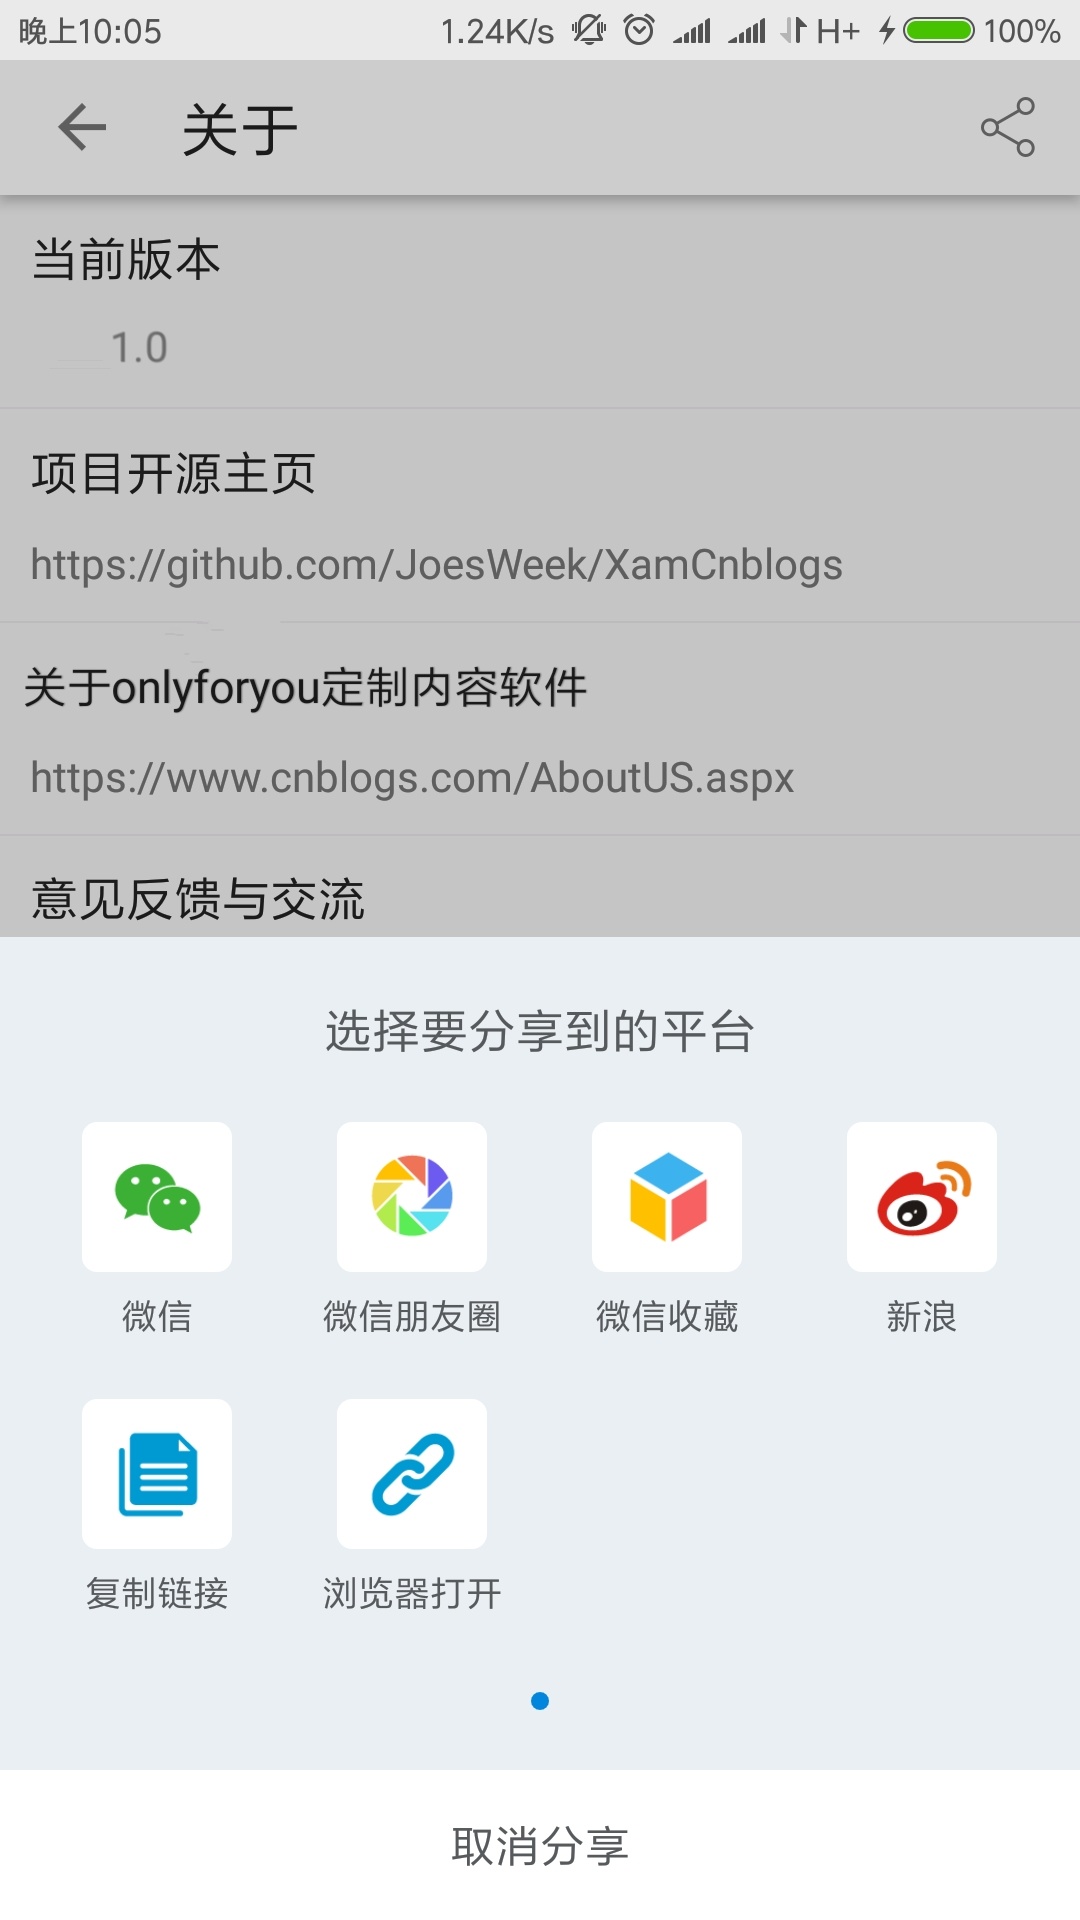 晚上10:05 1.24K/s H+ 100%
关于
当前版本
1.0
项目开源主页
https://github.com/JoesWeek/XamCnblogs
关于onlyforyou定制内容软件
https://www.cnblogs.com/AboutUS.aspx
意见反馈与交流
选择要分享到的平台
微信 微信朋友圈 微信收藏 新浪
复制链接 浏览器打开
取消分享